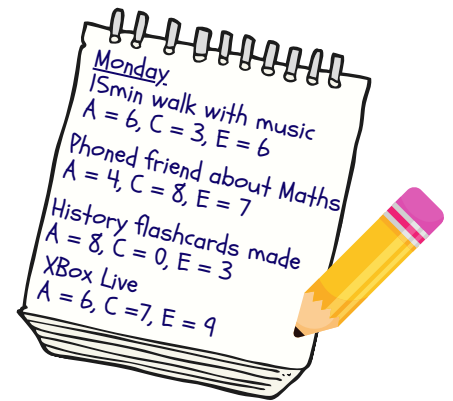 Monday
15min walk with music
A = 6, C = 3, E = 6
Phoned friend about Maths
A = 4, C = 8, E = 7
History flashcards made
A = 8, C = 0, E = 3
XBox Live
A = 6, C =7, E = 9